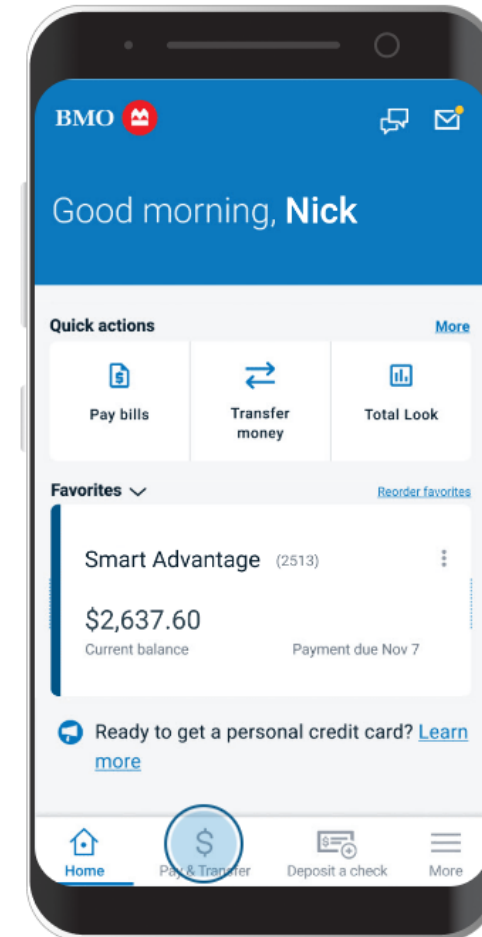 BMO
Good morning, Nick
Quick actions More
Pay bills
Transfer
money
Total Look
Favorites Reorder favorites
Smart Advantage (2513)
$2,637.60
Current balance Payment due Nov 7
Ready to get a personal credit card? Learn
more
$
Home Pay & Transfer Deposit a check More